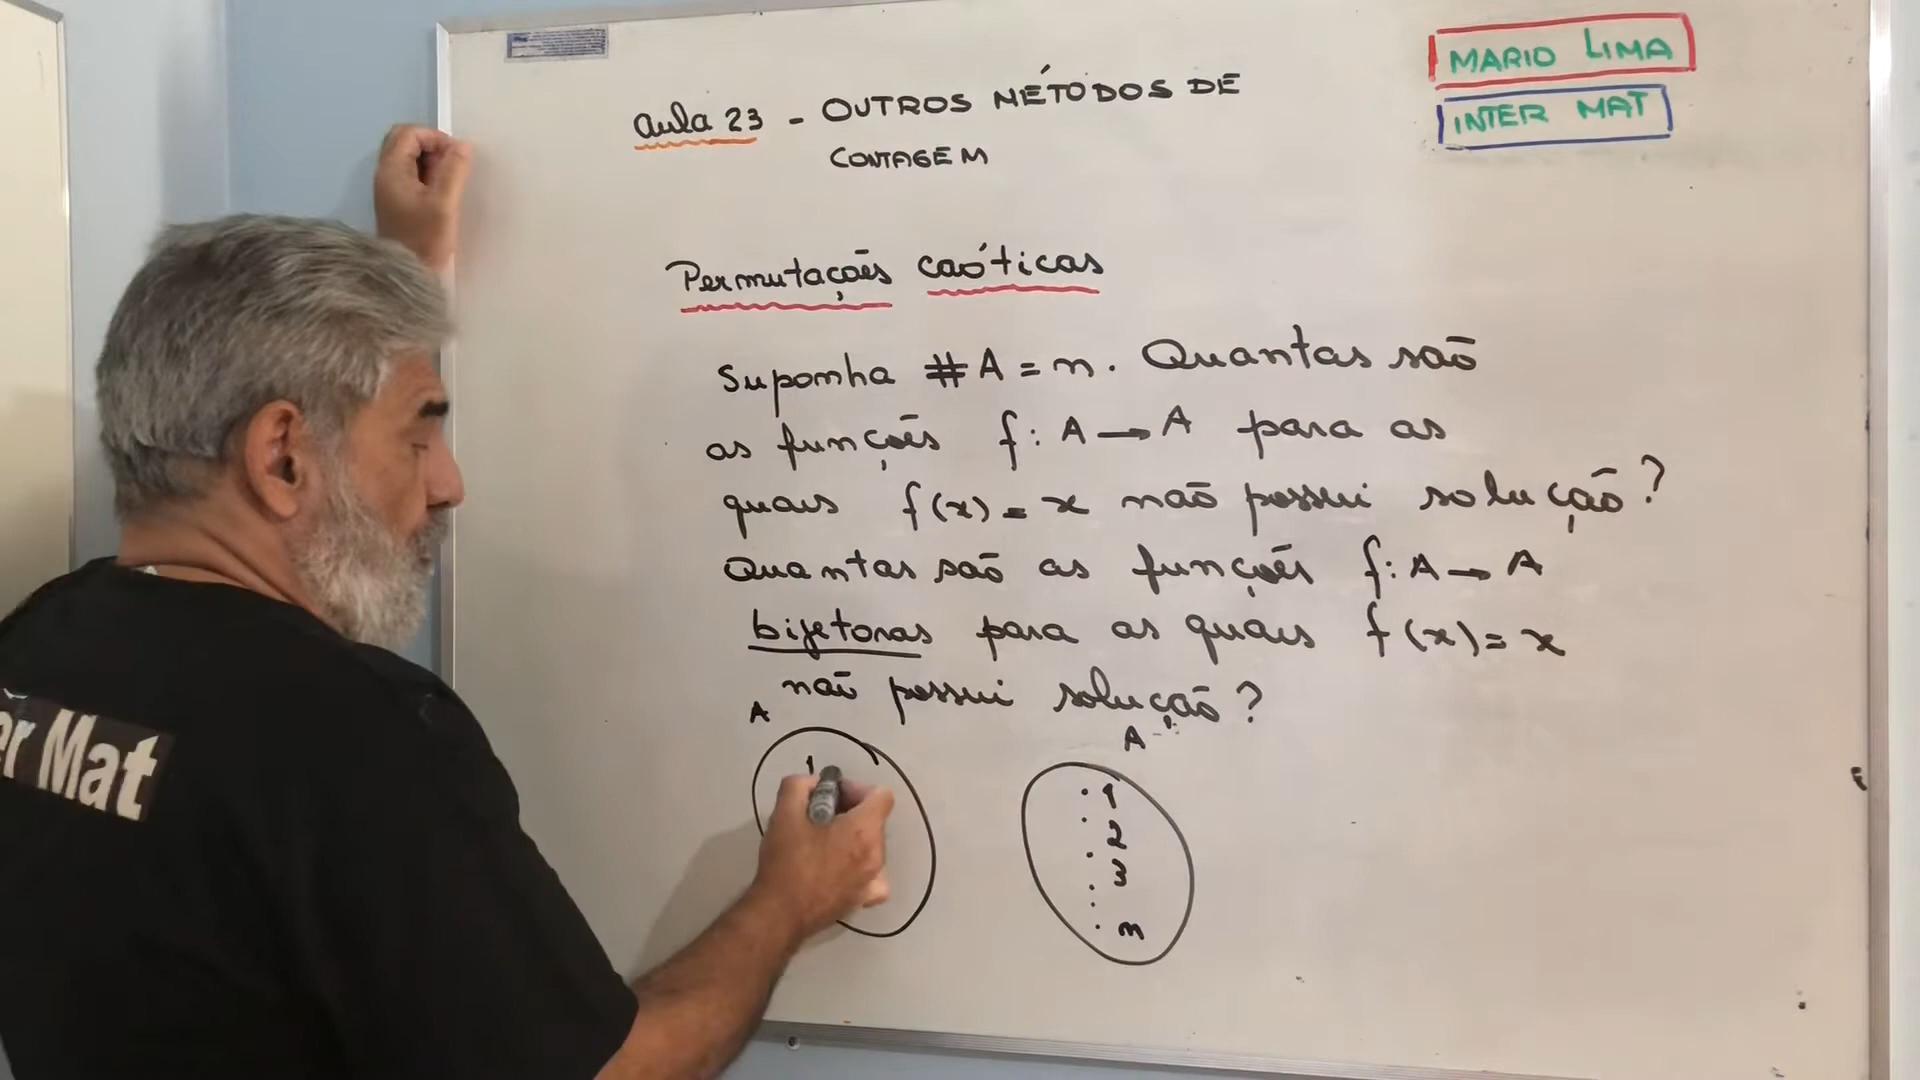 Aula 23 - OUTROS MÉTODOS DE
CONTAGEM
MARIO LIMA
INTER MAT
Permutações caóticas
Suponha #A = n. Quantas são
as funções f: A → A para as
quais f(x) = x não possui solução?
Quantas são as funções f: A → A
bijetoras para as quais f(x) = x
não possui solução?
A
A
1
1
2
3
n
er Mat